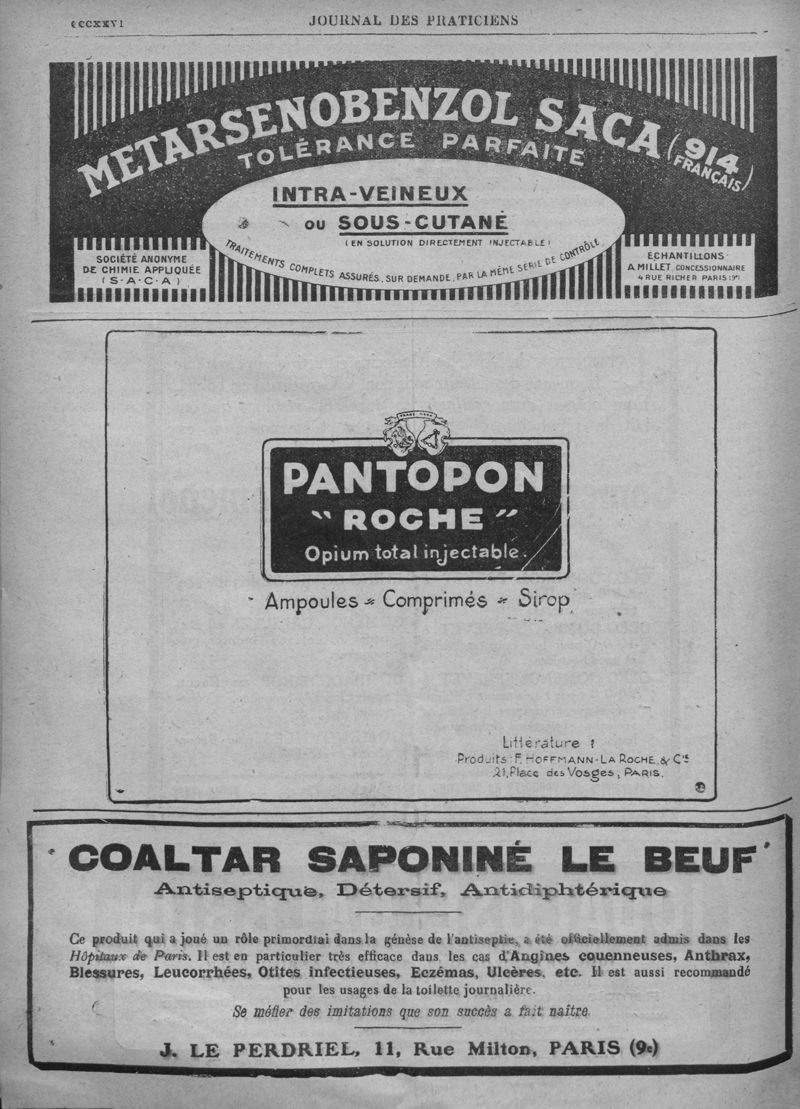 CCCXXVI
JOURNAL DES PRATICIENS
METARSENOBENZOL SACA (914 FRANÇAIS)
TOLÉRANCE PARFAITE
INTRA-VEINEUX
OU SOUS-CUTANÉ
(EN SOLUTION DIRECTEMENT INJECTABLE)
TRAITEMENTS COMPLETS ASSURÉS, SUR DEMANDE, PAR LA MÊME SÉRIE DE CONTRÔLE
SOCIÉTÉ ANONYME
DE CHIMIE APPLIQUÉE
(S.A.C.A)
ECHANTILLONS
A. MILLET, CONCESSIONNAIRE
4 RUE RICHER PARIS (9e)
PANTOPON
"ROCHE"
Opium total injectable.
Ampoules - Comprimés - Sirop
Littérature :
Produits: F. HOFFMANN-LA ROCHE & Cie
21, Place des Vosges, PARIS.
COALTAR SAPONINÉ LE BEUF
Antiseptique, Détersif, Antidiphtérique
Ce produit qui a joué un rôle primordial dans la génèse de l'antiseptie, a été officiellement admis dans les
Hôpitaux de Paris. Il est en particulier très efficace dans les cas d'Angines couenneuses, Anthrax,
Blessures, Leucorrhées, Otites infectieuses, Eczémas, Ulcères, etc. Il est aussi recommandé
pour les usages de la toilette journalière.
Se méfier des imitations que son succès a fait naître
J. LE PERDRIEL, 11, Rue Milton, PARIS (9e)